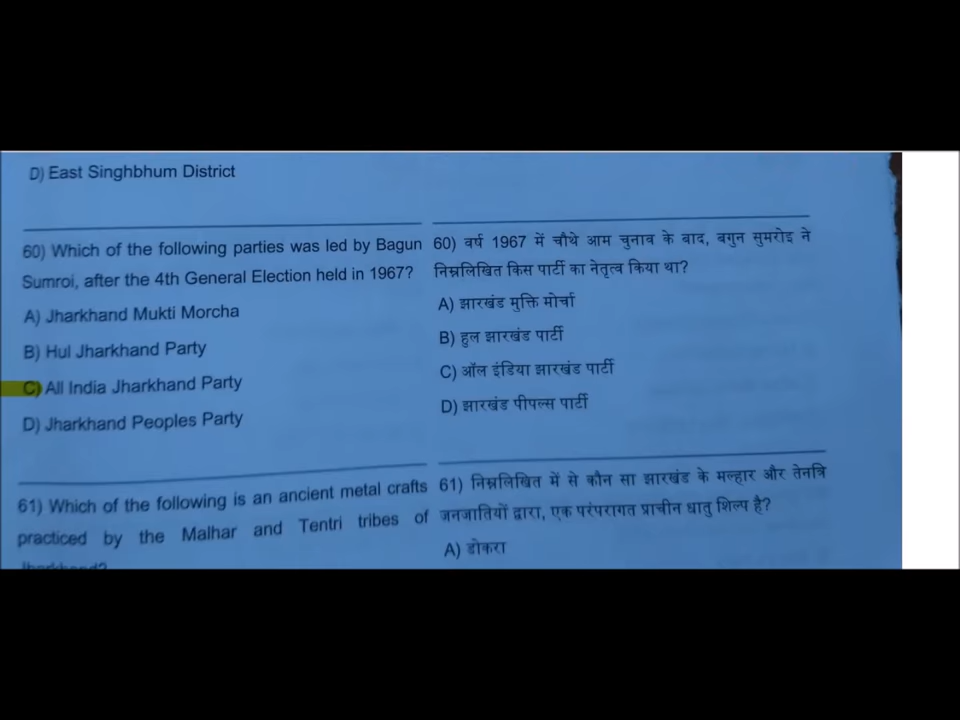 D) East Singhbhum District
60) Which of the following parties was led by Bagun
Sumroi, after the 4th General Election held in 1967?
A) Jharkhand Mukti Morcha
B) Hul Jharkhand Party
C) All India Jharkhand Party
D) Jharkhand Peoples Party
60) वर्ष 1967 में चौथे आम चुनाव के बाद, बगुन सुमरोइ ने
निम्नलिखित किस पार्टी का नेतृत्व किया था?
A) झारखंड मुक्ति मोर्चा
B) हुल झारखंड पार्टी
C) ऑल इंडिया झारखंड पार्टी
D) झारखंड पीपल्स पार्टी
61) Which of the following is an ancient metal crafts
practiced by the Malhar and Tentri tribes of
Jharkhand?
61) निम्नलिखित में से कौन सा झारखंड के मल्हार और तेनत्रि
जनजातियों द्वारा, एक परंपरागत प्राचीन धातु शिल्प है?
A) डोकरा